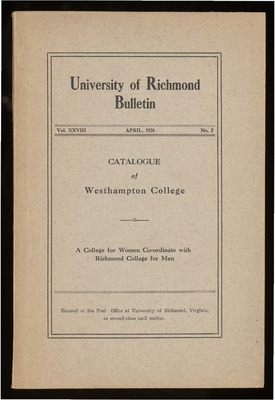 University of Richmond
Bulletin
Vol. XXVIII APRIL, 1926 No. 2
CATALOGUE
of
Westhampton College
A College for Women Co-ordinate with
Richmond College for Men
Entered at the Post Office at University of Richmond, Virginia,
as second-class mail matter.